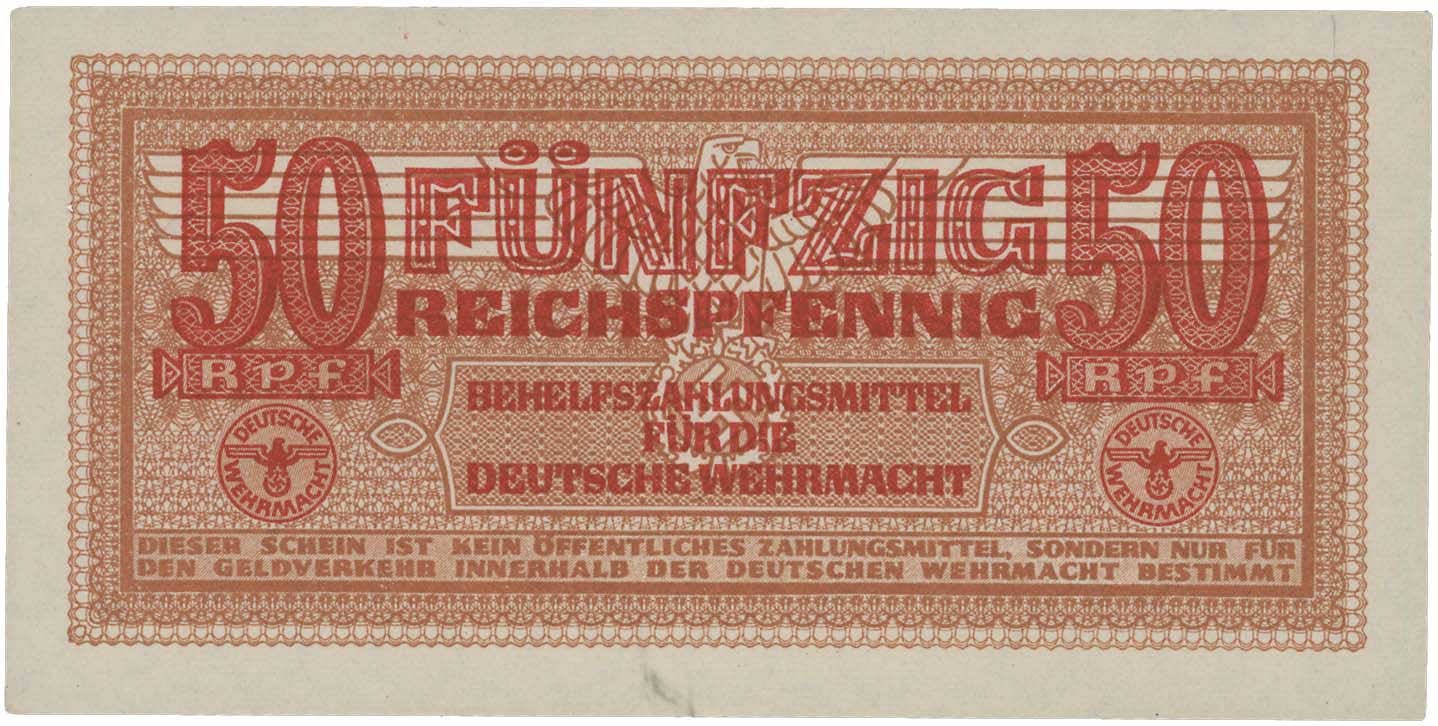 50 FÜNFZIG 50
REICHSPFENNIG
Rpf Rpf
BEHELFSZAHLUNGSMITTEL
FÜR DIE
DEUTSCHE WEHRMACHT
DEUTSCHE WEHRMACHT DEUTSCHE WEHRMACHT
DIESER SCHEIN IST KEIN ÖFFENTLICHES ZAHLUNGSMITTEL, SONDERN NUR FÜR
DEN GELDVERKEHR INNERHALB DER DEUTSCHEN WEHRMACHT BESTIMMT